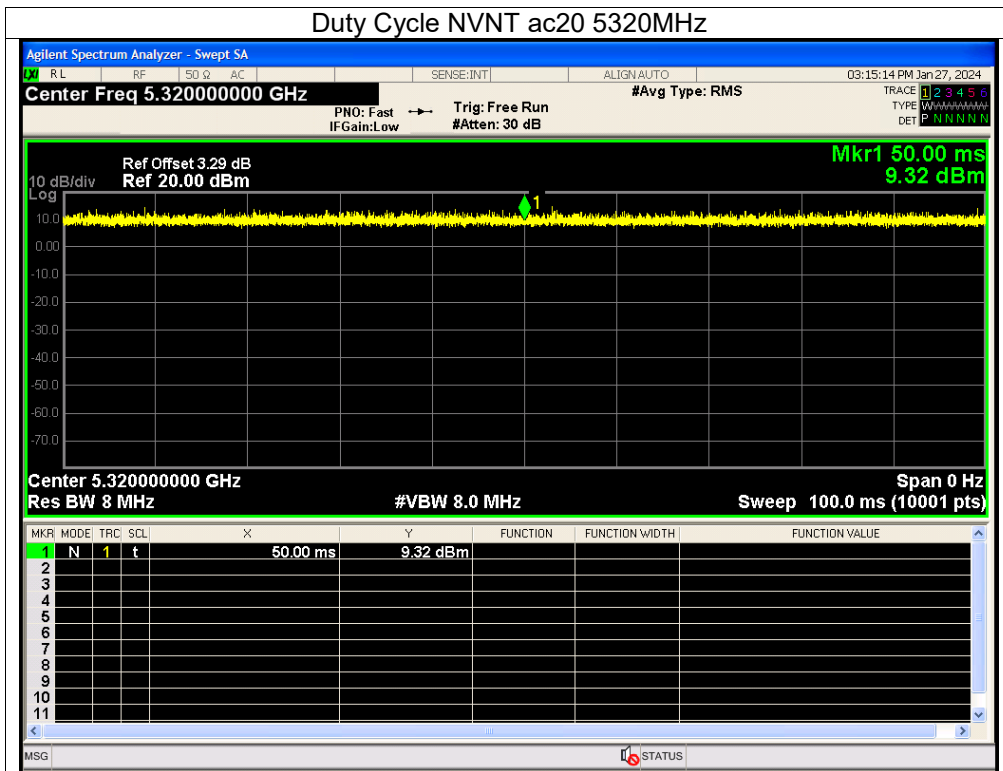 Duty Cycle NVNT ac20 5320MHz
Agilent Spectrum Analyzer - Swept SA
LXI RL RF 50 Ω AC SENSE:INT ALIGN AUTO 03:15:14 PM Jan 27, 2024
Center Freq 5.320000000 GHz #Avg Type: RMS TRACE 1 2 3 4 5 6
PNO: Fast Trig: Free Run TYPE WWWWWW
IFGain:Low #Atten: 30 dB DET P N N N N N
Mkr1 50.00 ms
Ref Offset 3.29 dB
10 dB/div Ref 20.00 dBm 9.32 dBm
Log
1
10.0
0.00
-10.0
-20.0
-30.0
-40.0
-50.0
-60.0
-70.0
Center 5.320000000 GHz Span 0 Hz
Res BW 8 MHz #VBW 8.0 MHz Sweep 100.0 ms (10001 pts)
MKR MODE TRC SCL X Y FUNCTION FUNCTION WIDTH FUNCTION VALUE
1 N 1 t 50.00 ms 9.32 dBm
2
3
4
5
6
7
8
9
10
11
MSG STATUS